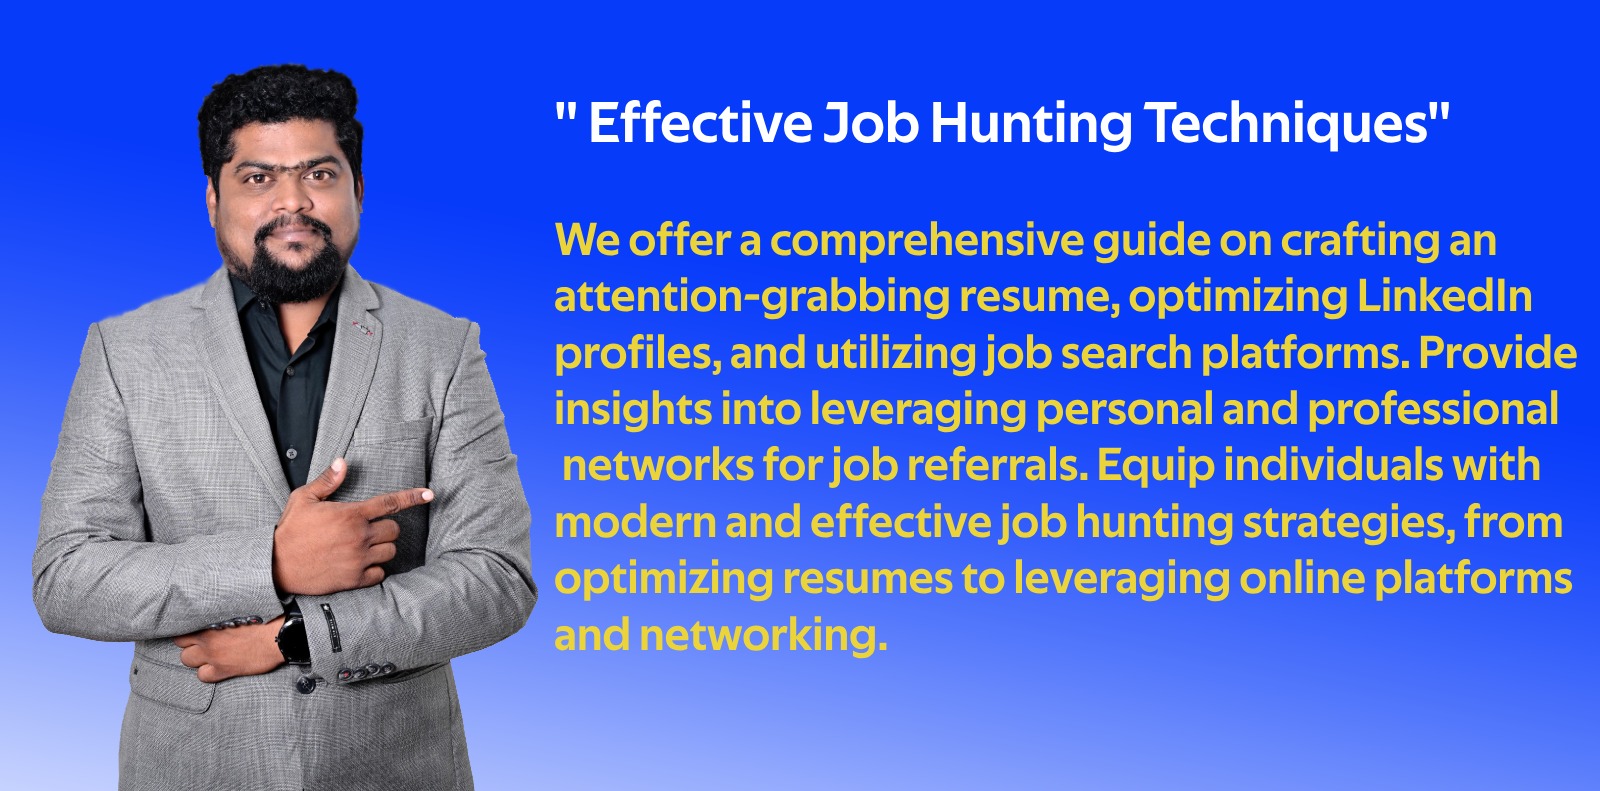 " Effective Job Hunting Techniques"
We offer a comprehensive guide on crafting an
attention-grabbing resume, optimizing LinkedIn
profiles, and utilizing job search platforms. Provide
insights into leveraging personal and professional
networks for job referrals. Equip individuals with
modern and effective job hunting strategies, from
optimizing resumes to leveraging online platforms
and networking.